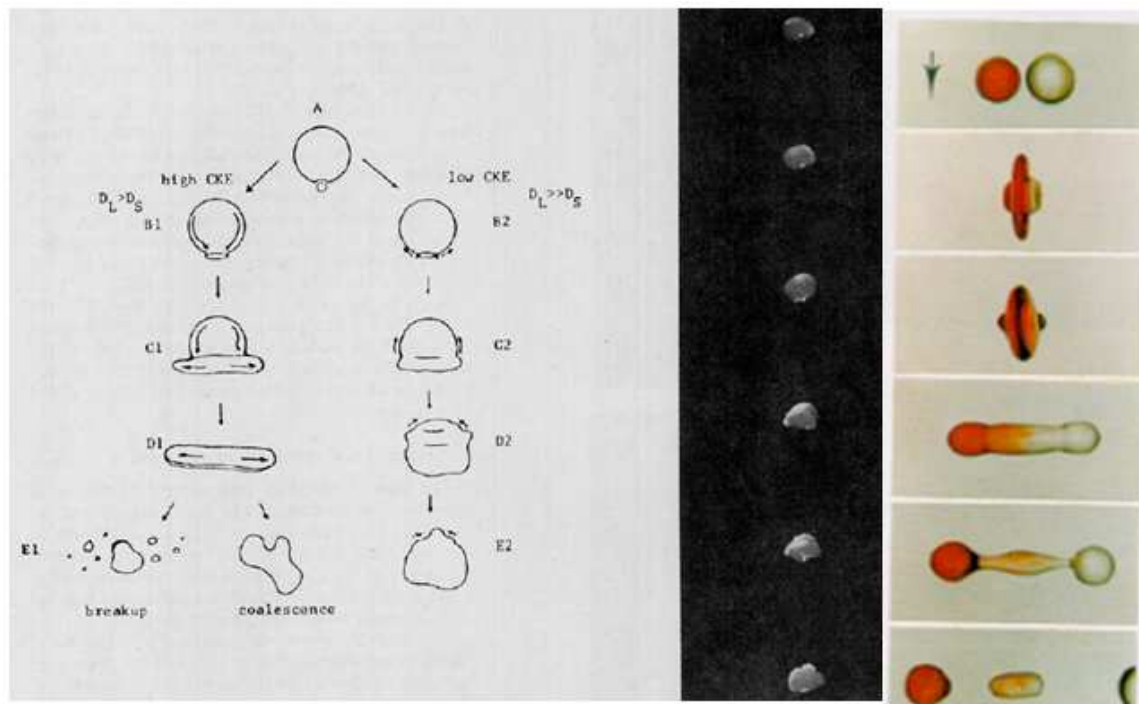 A
high CKE
low CKE
D_L>D_S
D_L>>D_S
B1
B2
C1
C2
D1
D2
E1
E2
breakup
coalescence